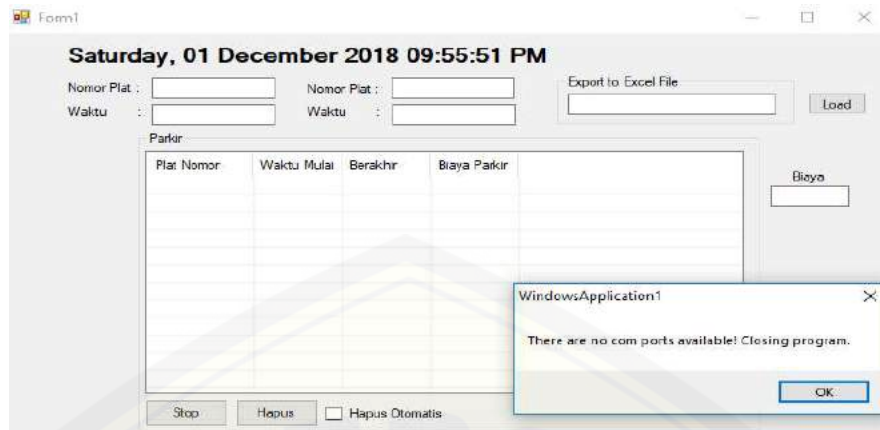 Form1
Saturday, 01 December 2018 09:55:51 PM
Nomor Plat :
Nomor Plat :
Export to Excel File
Waktu :
Waktu :
Load
Parkir
Plat Nomor Waktu Mulai Berakhir Biaya Parkir
Biaya
WindowsApplication1
There are no com ports available! Closing program.
OK
Stop Hapus Hapus Otomatis